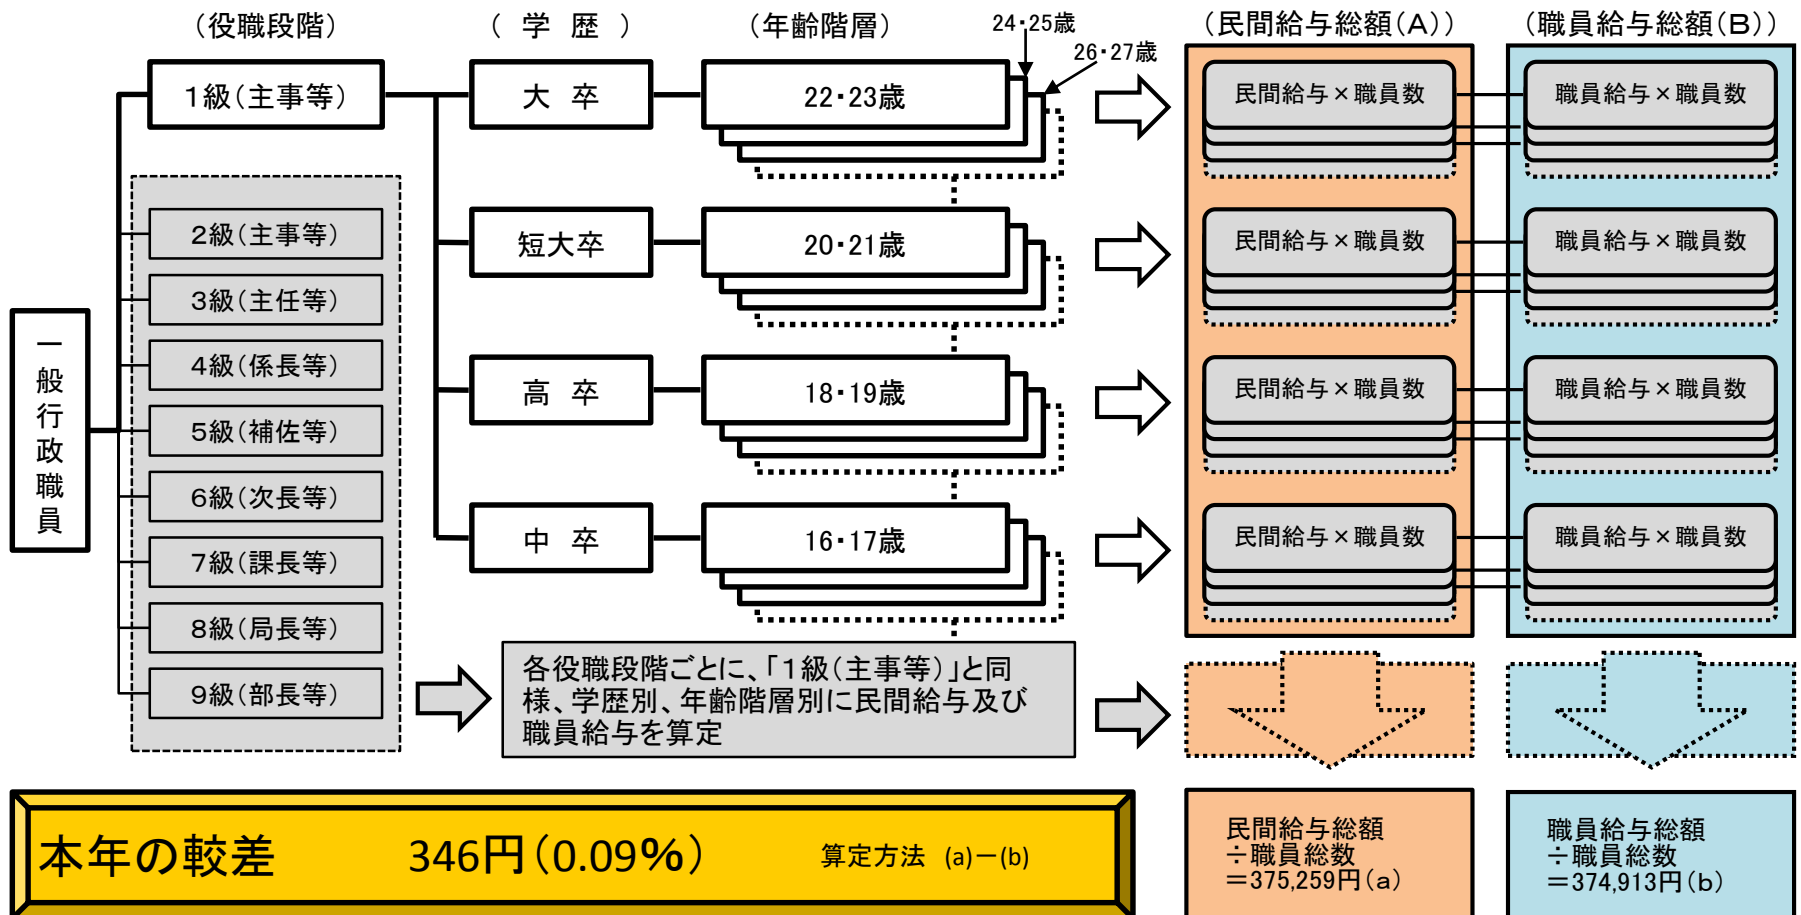 (役職段階)
(　学　歴　)
(年齢階層)
24・25歳
26・27歳
(民間給与総額(A))
(職員給与総額(B))
1級(主事等)
大　卒
22・23歳
民間給与×職員数
職員給与×職員数
2級(主事等)
短大卒
20・21歳
民間給与×職員数
職員給与×職員数
3級(主任等)
4級(係長等)
高　卒
18・19歳
民間給与×職員数
職員給与×職員数
一般行政職員
5級(補佐等)
6級(次長等)
中　卒
16・17歳
民間給与×職員数
職員給与×職員数
7級(課長等)
8級(局長等)
9級(部長等)
各役職段階ごとに、「1級(主事等)」と同
様、学歴別、年齢階層別に民間給与及び
職員給与を算定
本年の較差　346円(0.09%)　算定方法 (a)－(b)
民間給与総額
÷職員総数
＝375,259円(a)
職員給与総額
÷職員総数
＝374,913円(b)